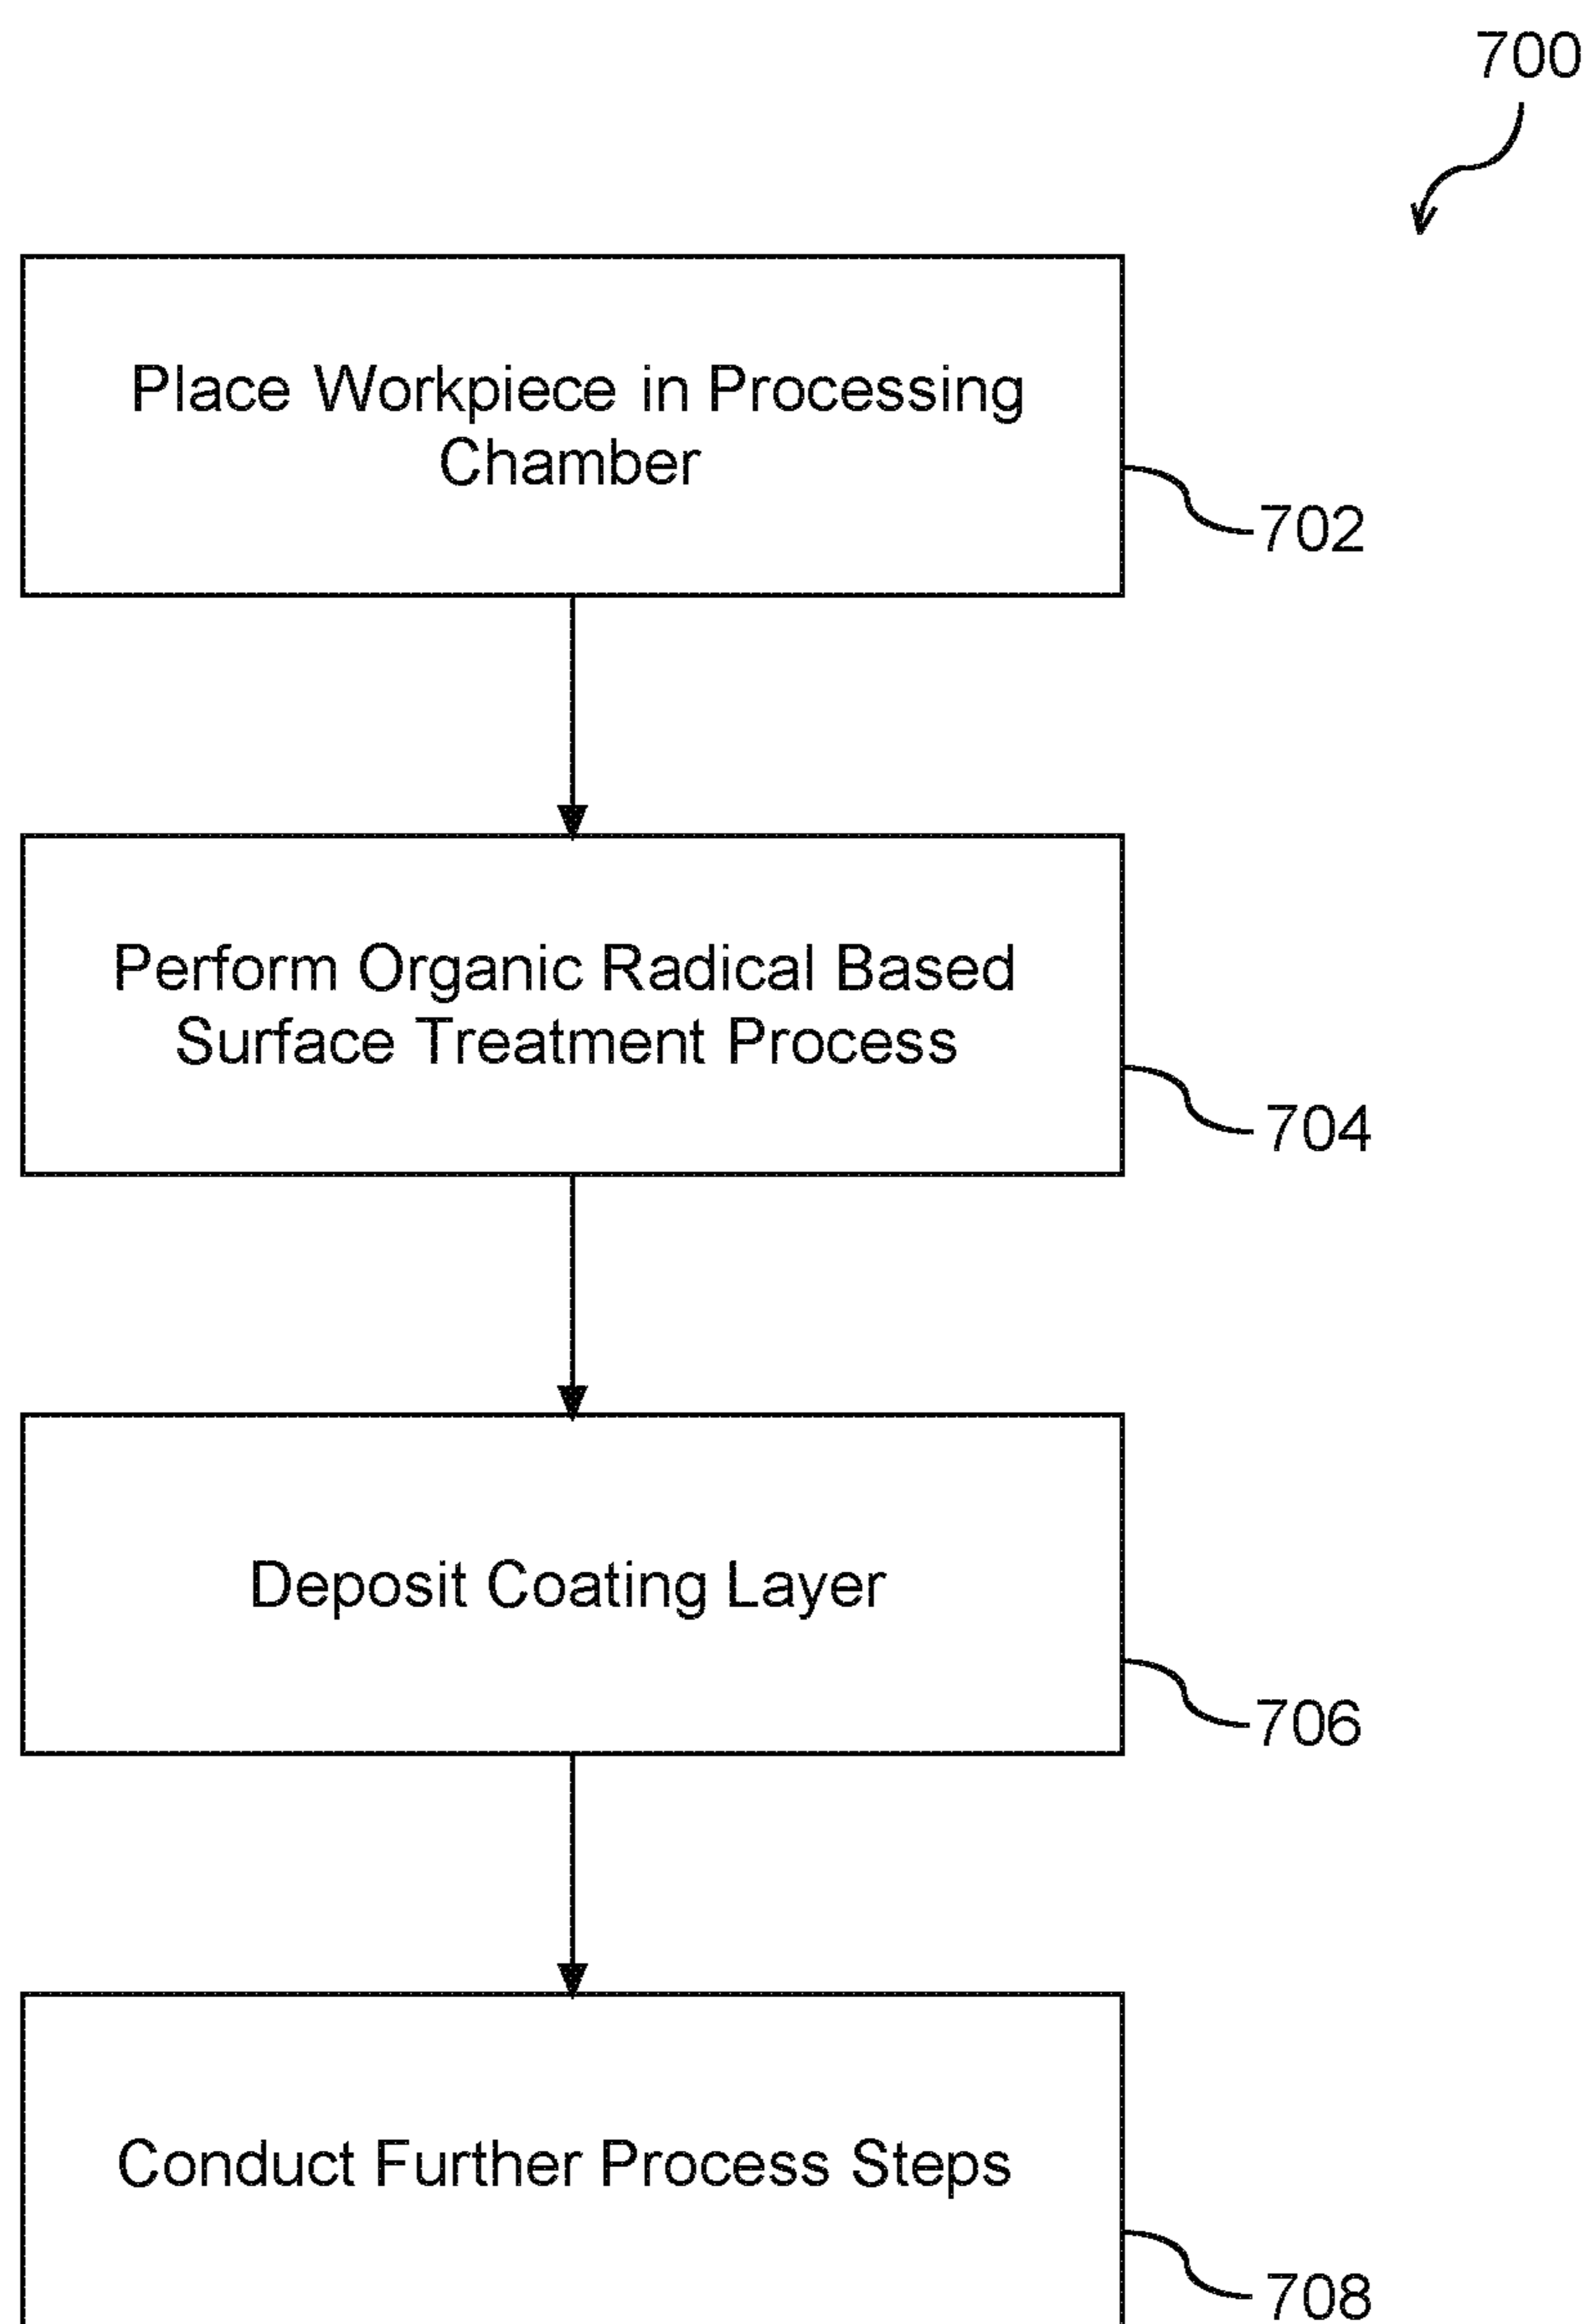 700
Place Workpiece in Processing
Chamber
702
Perform Organic Radical Based
Surface Treatment Process
704
Deposit Coating Layer
706
Conduct Further Process Steps
708